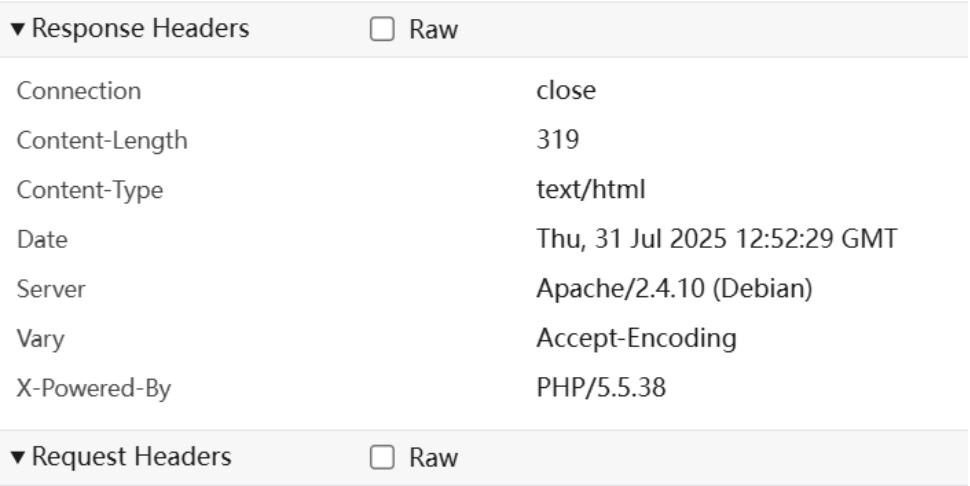 ▼ Response Headers Raw
Connection close
Content-Length 319
Content-Type text/html
Date Thu, 31 Jul 2025 12:52:29 GMT
Server Apache/2.4.10 (Debian)
Vary Accept-Encoding
X-Powered-By PHP/5.5.38
▼ Request Headers Raw